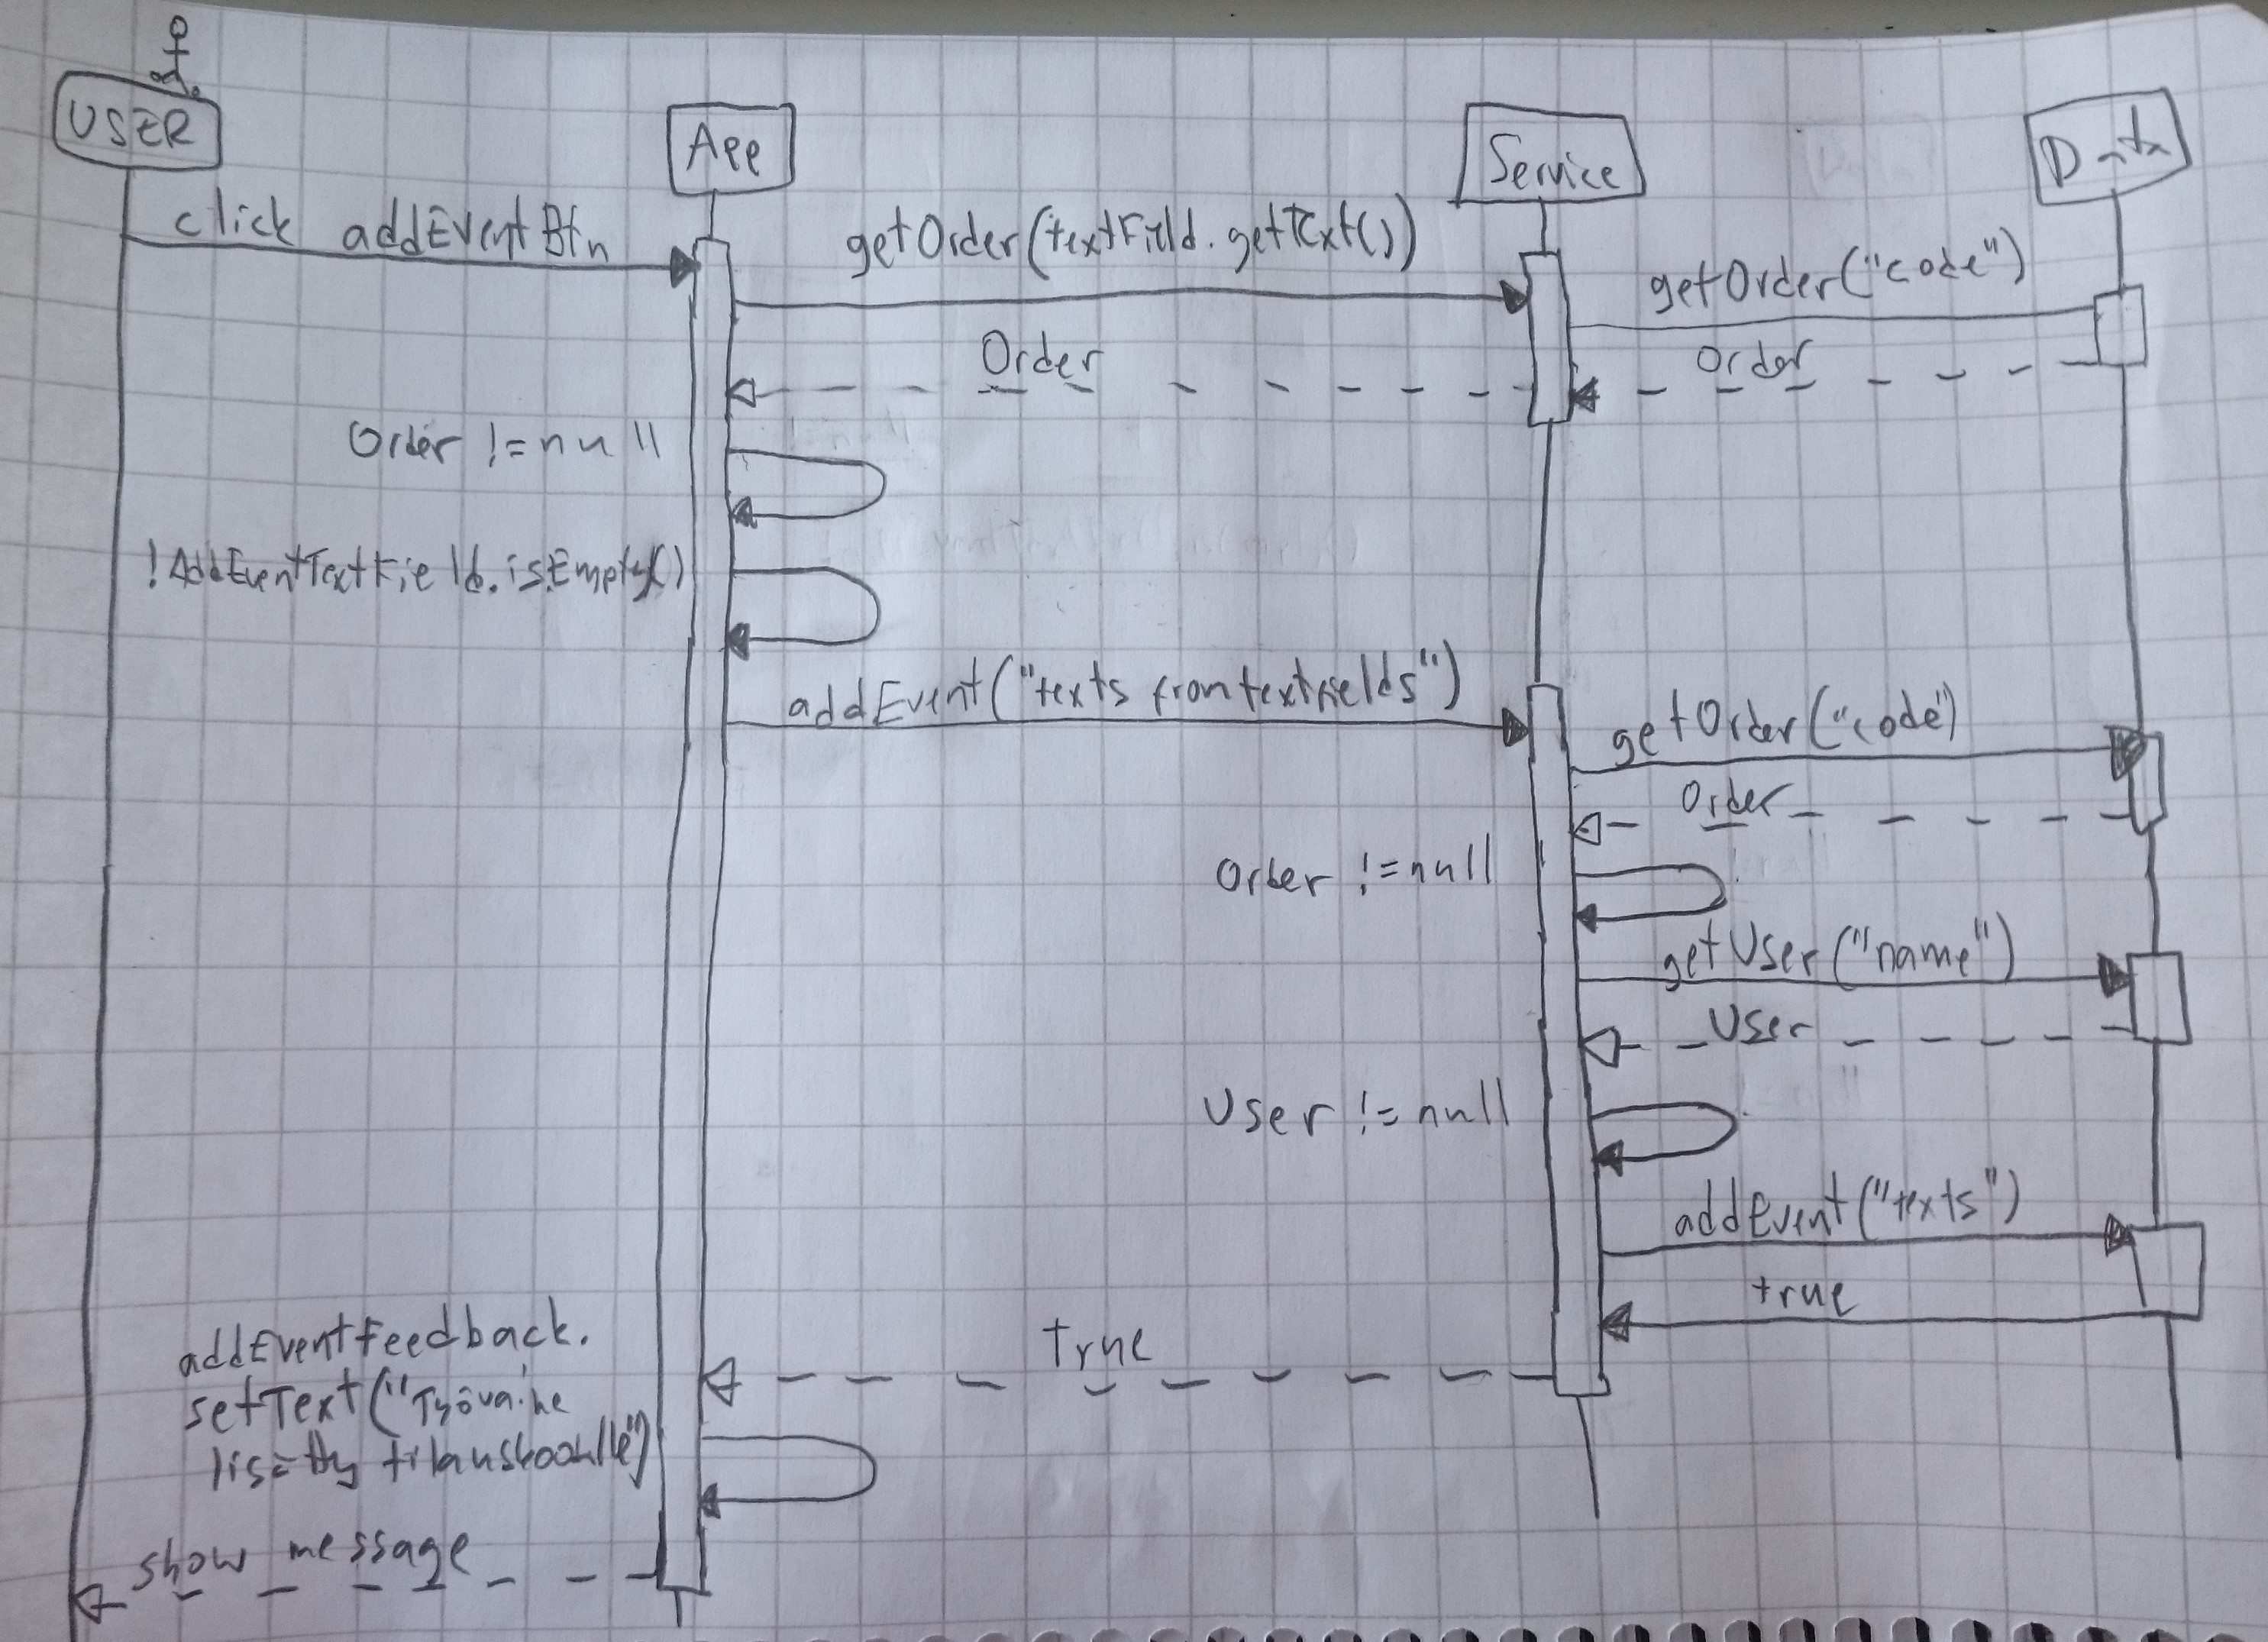 USER
App
Service
Data
click addEventBtn
getOrder(textField.getText())
getOrder("code")
Order
Order
Order !=null
!AddEventTextField.isEmpty()
addEvent("texts from textfields")
getOrder("code")
Order
Order !=null
getUser("name")
User
User !=null
addEvent("texts")
true
True
addEventFeedback.
setText("Työvaihe
lisätty tilaukselle")
show message